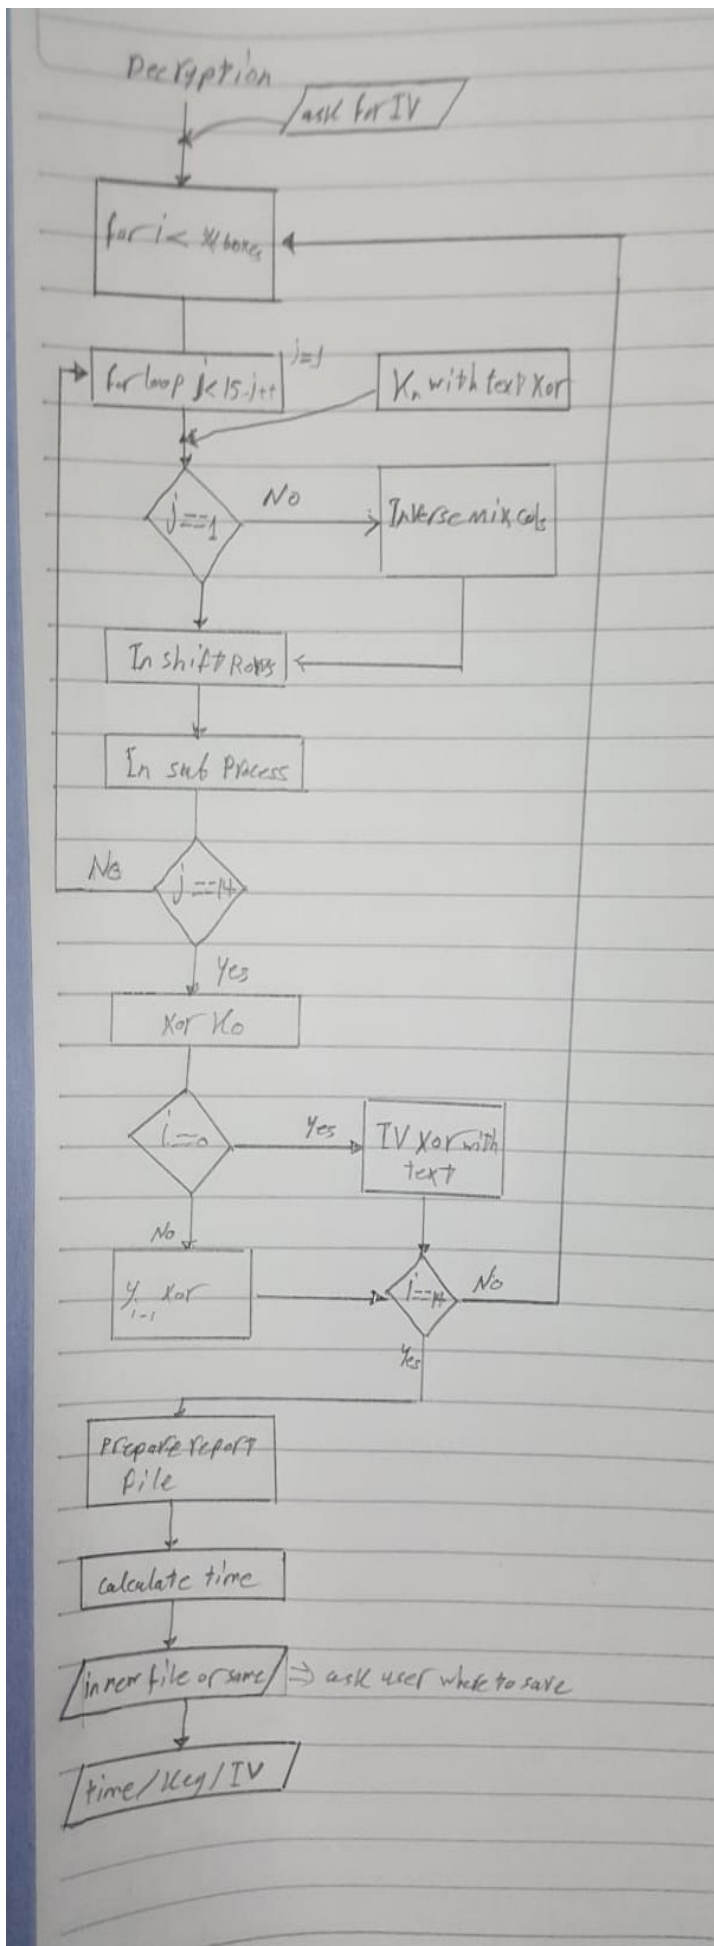 Decryption
ask for IV
for i < boxes
for loop j<15 j++
j=1
Kn with text Xor
j==1
No
Inverse mix cols
In shift Rows
In sub Process
No
j==14
Yes
Xor K0
i=0
Yes
IV Xor with
text
No
yi-1 Xor
No
Yes
Prepare report
file
calculate time
in new file or same ⇒ ask user where to save
time/Key/IV